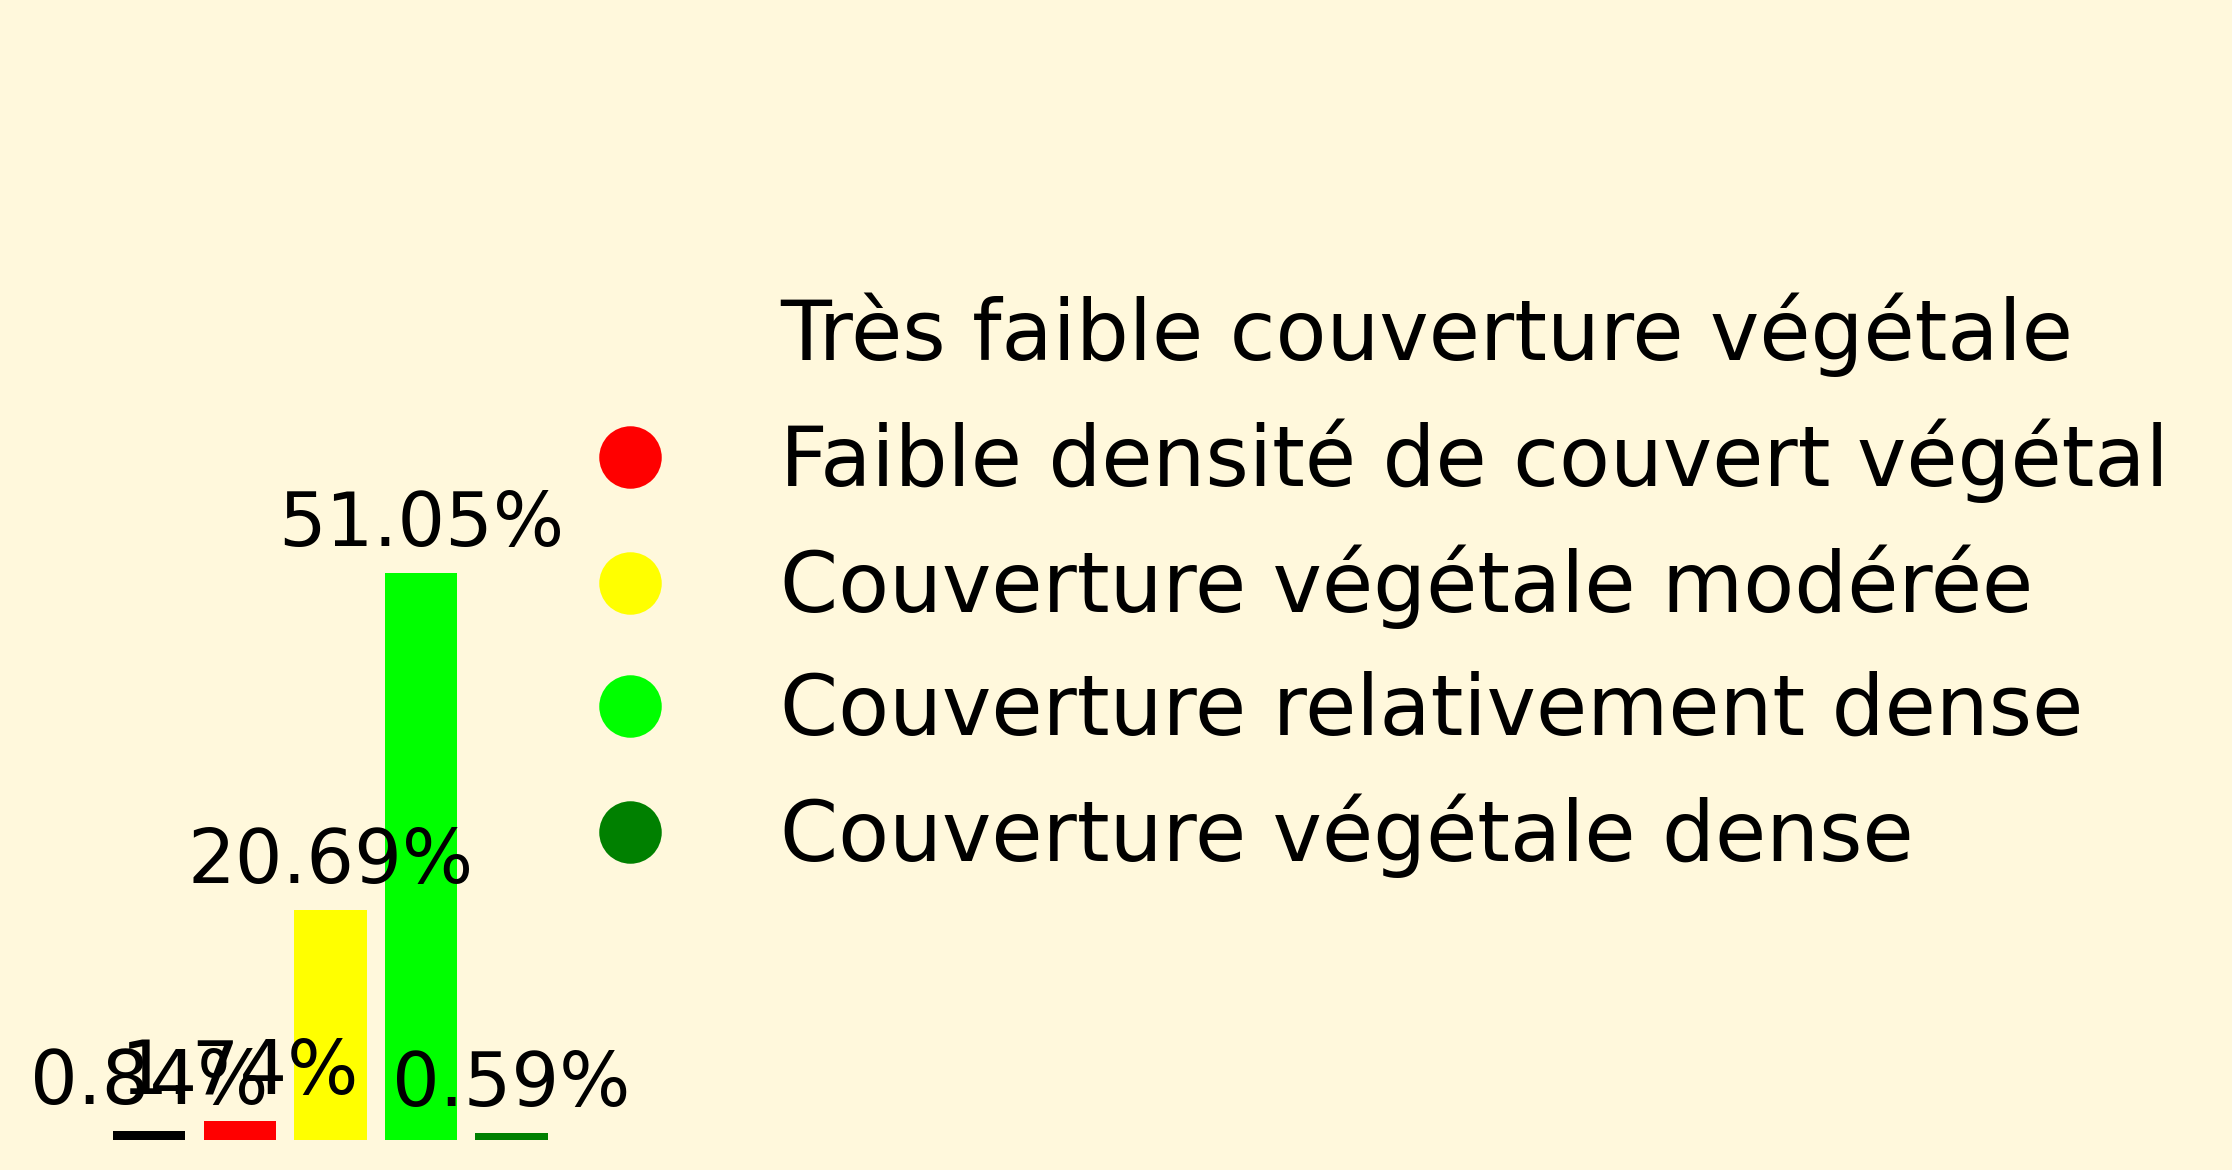 Très faible couverture végétale
Faible densité de couvert végétal
Couverture végétale modérée
Couverture relativement dense
Couverture végétale dense
51.05%
20.69%
0.84%
1.74%
0.59%